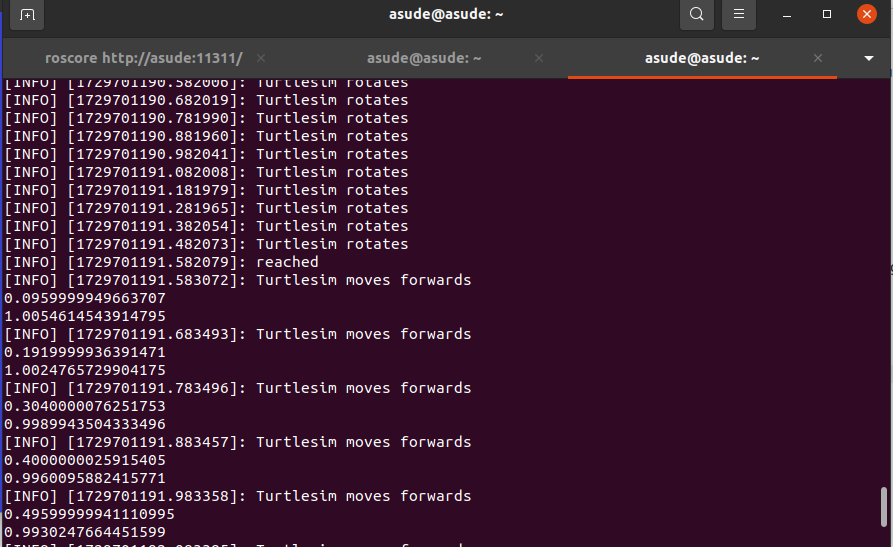 asude@asude: ~
roscore http://asude:11311/
asude@asude: ~
asude@asude: ~
[INFO] [1729701190.582006]: Turtlesim rotates
[INFO] [1729701190.682019]: Turtlesim rotates
[INFO] [1729701190.781990]: Turtlesim rotates
[INFO] [1729701190.881960]: Turtlesim rotates
[INFO] [1729701190.982041]: Turtlesim rotates
[INFO] [1729701191.082008]: Turtlesim rotates
[INFO] [1729701191.181979]: Turtlesim rotates
[INFO] [1729701191.281965]: Turtlesim rotates
[INFO] [1729701191.382054]: Turtlesim rotates
[INFO] [1729701191.482073]: Turtlesim rotates
[INFO] [1729701191.582079]: reached
[INFO] [1729701191.583072]: Turtlesim moves forwards
0.0959999949663707
1.0054614543914795
[INFO] [1729701191.683493]: Turtlesim moves forwards
0.1919999936391471
1.0024765729904175
[INFO] [1729701191.783496]: Turtlesim moves forwards
0.3040000076251753
0.9989943504333496
[INFO] [1729701191.883457]: Turtlesim moves forwards
0.4000000025915405
0.9960095882415771
[INFO] [1729701191.983358]: Turtlesim moves forwards
0.49599999941110995
0.9930247664451599